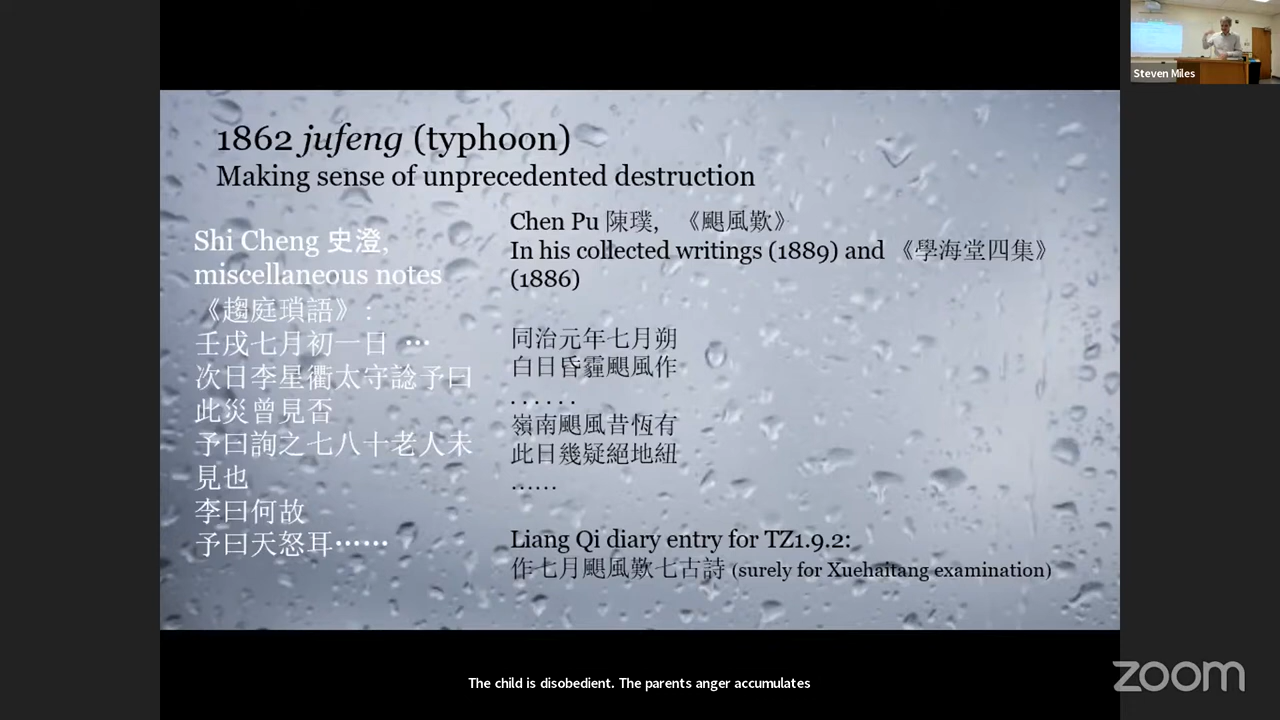 Steven Miles
1862 jufeng (typhoon)
Making sense of unprecedented destruction
Shi Cheng 史澄,
miscellaneous notes
《趨庭瑣語》:
壬戌七月初一日 …
次日李星衢太守諗予曰
此災曾見否
予曰詢之七八十老人未
見也
李曰何故
予曰天怒耳……
Chen Pu 陳璞, 《颶風歎》
In his collected writings (1889) and 《學海堂四集》
(1886)
同治元年七月朔
白日昏霾颶風作
......
嶺南颶風昔恆有
此日幾疑絕地紐
......
Liang Qi diary entry for TZ1.9.2:
作七月颶風歎七古詩 (surely for Xuehaitang examination)
The child is disobedient. The parents anger accumulates
zoom